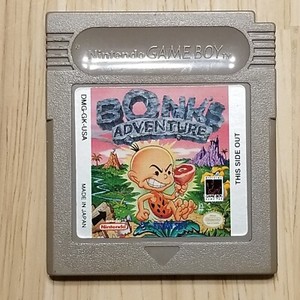 Nintendo GAME BOY
DMG-GK-USA
MADE IN JAPAN
BONK'S
ADVENTURE
THIS SIDE OUT
Nintendo